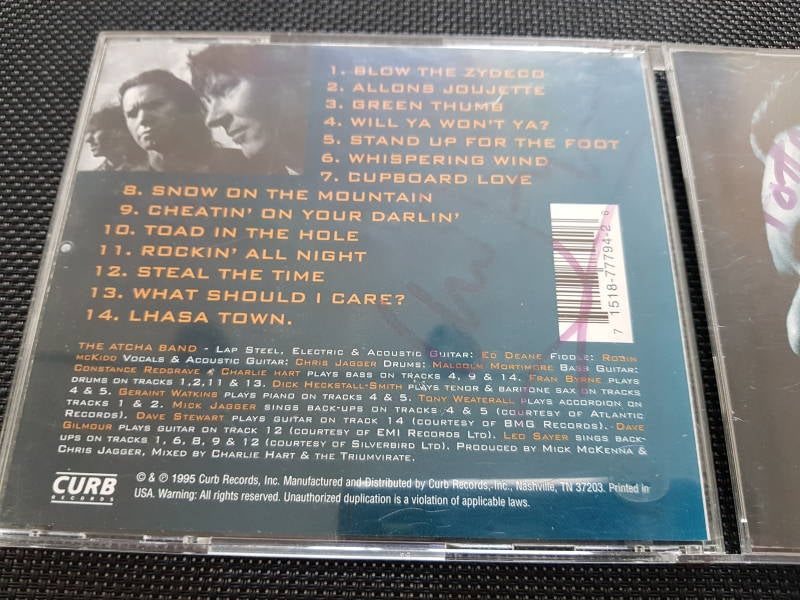 1. BLOW THE ZYDECO
2. ALLONS JOUJETTE
3. GREEN THUMB
4. WILL YA WON'T YA?
5. STAND UP FOR THE FOOT
6. WHISPERING WIND
7. CUPBOARD LOVE
8. SNOW ON THE MOUNTAIN
9. CHEATIN' ON YOUR DARLIN'
10. TOAD IN THE HOLE
11. ROCKIN' ALL NIGHT
12. STEAL THE TIME
13. WHAT SHOULD I CARE?
14. LHASA TOWN.
7 15187-77794-2 6
THE ATCHA BAND - LAP STEEL, ELECTRIC & ACOUSTIC GUITAR: ED DEANE FIDDLE: ROBIN
MCKIDD VOCALS & ACOUSTIC GUITAR: CHRIS JAGGER DRUMS: MALCOLM MORTIMORE BASS GUITAR:
CONSTANCE REDGRAVE & CHARLIE HART PLAYS BASS ON TRACKS 4, 9 & 14. FRAN BYRNE PLAYS
DRUMS ON TRACKS 1,2,11 & 13. DICK HECKSTALL-SMITH PLAYS TENOR & BARITONE SAX ON TRACKS
4 & 5. GERAINT WATKINS PLAYS PIANO ON TRACKS 4 & 5. TONY WEATERALL PLAYS ACCORDION ON
TRACKS 1 & 2. MICK JAGGER SINGS BACK-UPS ON TRACKS 4 & 5 (COURTESY OF ATLANTIC
RECORDS). DAVE STEWART PLAYS GUITAR ON TRACK 14 (COURTESY OF BMG RECORDS). DAVE
GILMOUR PLAYS GUITAR ON TRACK 12 (COURTESY OF EMI RECORDS LTD). LEO SAYER SINGS BACK-
UPS ON TRACKS 1, 6, 8, 9 & 12 (COURTESY OF SILVERBIRD LTD). PRODUCED BY MICK MCKENNA &
CHRIS JAGGER, MIXED BY CHARLIE HART & THE TRIUMVIRATE.
CURB
RECORDS
© & ℗ 1995 Curb Records, Inc. Manufactured and Distributed by Curb Records, Inc., Nashville, TN 37203. Printed in
USA. Warning: All rights reserved. Unauthorized duplication is a violation of applicable laws.